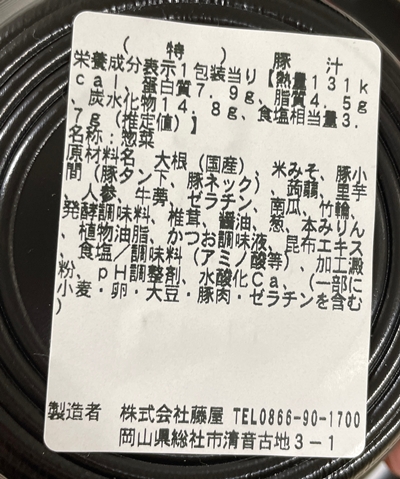 （　特　）　豚　汁
栄養成分表示１包装当り【熱量１３１ｋ
ｃａｌ、蛋白質７．９ｇ、脂質４．５ｇ
、炭水化物１４．８ｇ、食塩相当量３．
７ｇ（推定値）】
名称：惣菜
原材料名　大根（国産）、米みそ、豚小
間（豚タン下、豚ネック）、蒟蒻、里芋
、人参、牛蒡、ゼラチン、南瓜、竹輪、
発酵調味料、椎茸、醤油、葱、本みりん
、植物油脂、かつお調味液、昆布エキス
、食塩／調味料（アミノ酸等）、加工澱
粉、ｐＨ調整剤、水酸化Ｃａ、（一部に
小麦・卵・大豆・豚肉・ゼラチンを含む
）
製造者　株式会社藤屋 TEL0866-90-1700
岡山県総社市清音古地３－１